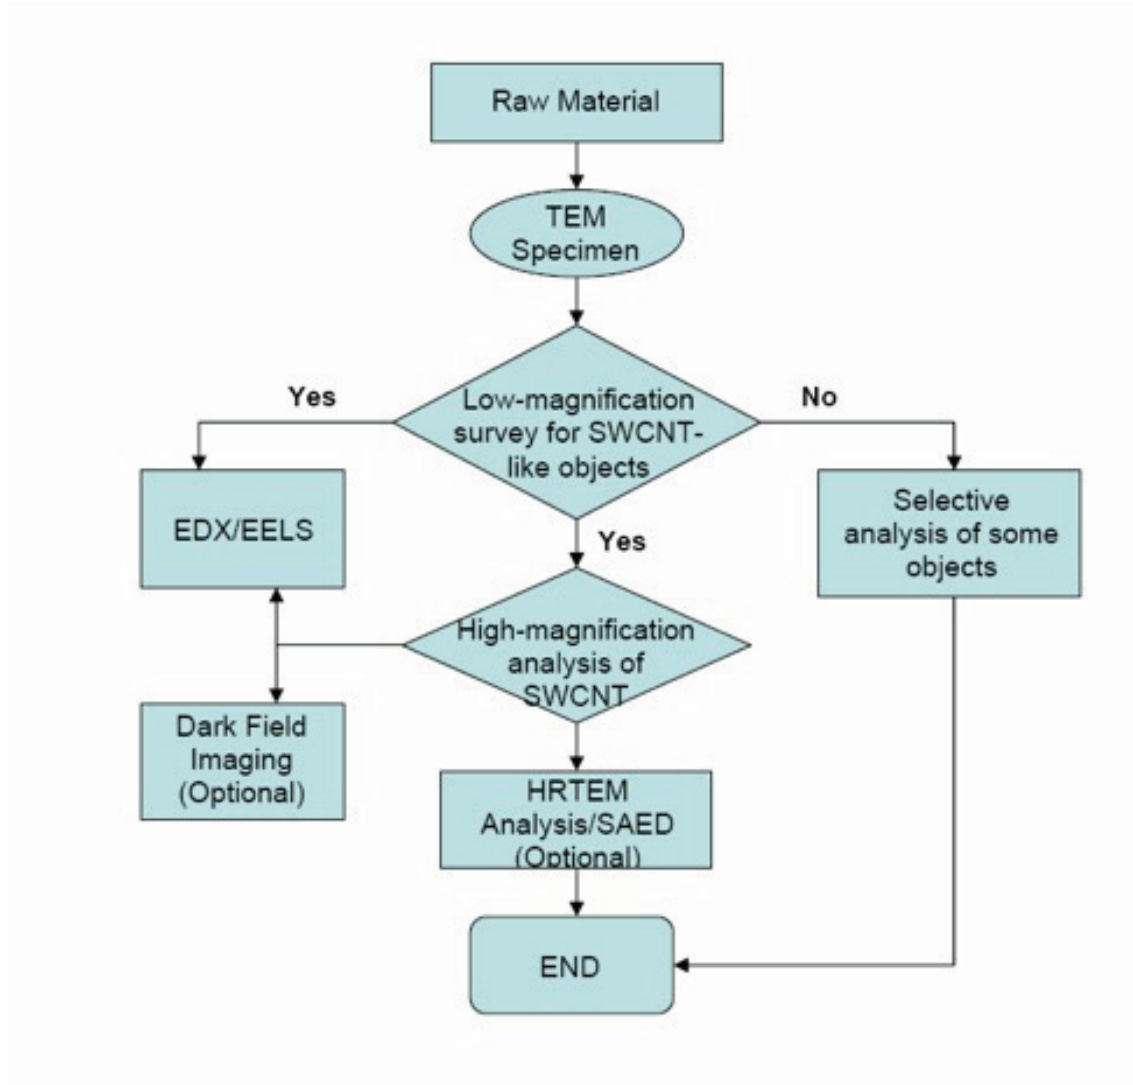 Raw Material
TEM
Specimen
Yes
Low-magnification
survey for SWCNT-
like objects
No
EDX/EELS
Yes
Selective
analysis of some
objects
High-magnification
analysis of
SWCNT
Dark Field
Imaging
(Optional)
HRTEM
Analysis/SAED
(Optional)
END